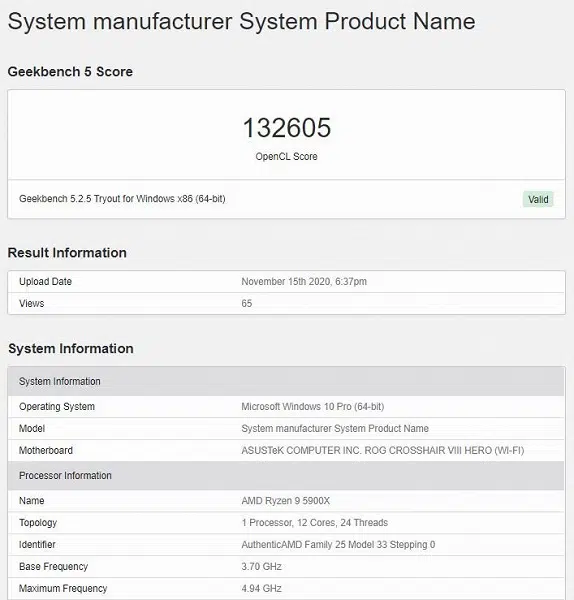 System manufacturer System Product Name
Geekbench 5 Score
132605
OpenCL Score
Geekbench 5.2.5 Tryout for Windows x86 (64-bit) Valid
Result Information
Upload Date November 15th 2020, 6:37pm
Views 65
System Information
System Information
Operating System Microsoft Windows 10 Pro (64-bit)
Model System manufacturer System Product Name
Motherboard ASUSTeK COMPUTER INC. ROG CROSSHAIR VIII HERO (WI-FI)
Processor Information
Name AMD Ryzen 9 5900X
Topology 1 Processor, 12 Cores, 24 Threads
Identifier AuthenticAMD Family 25 Model 33 Stepping 0
Base Frequency 3.70 GHz
Maximum Frequency 4.94 GHz